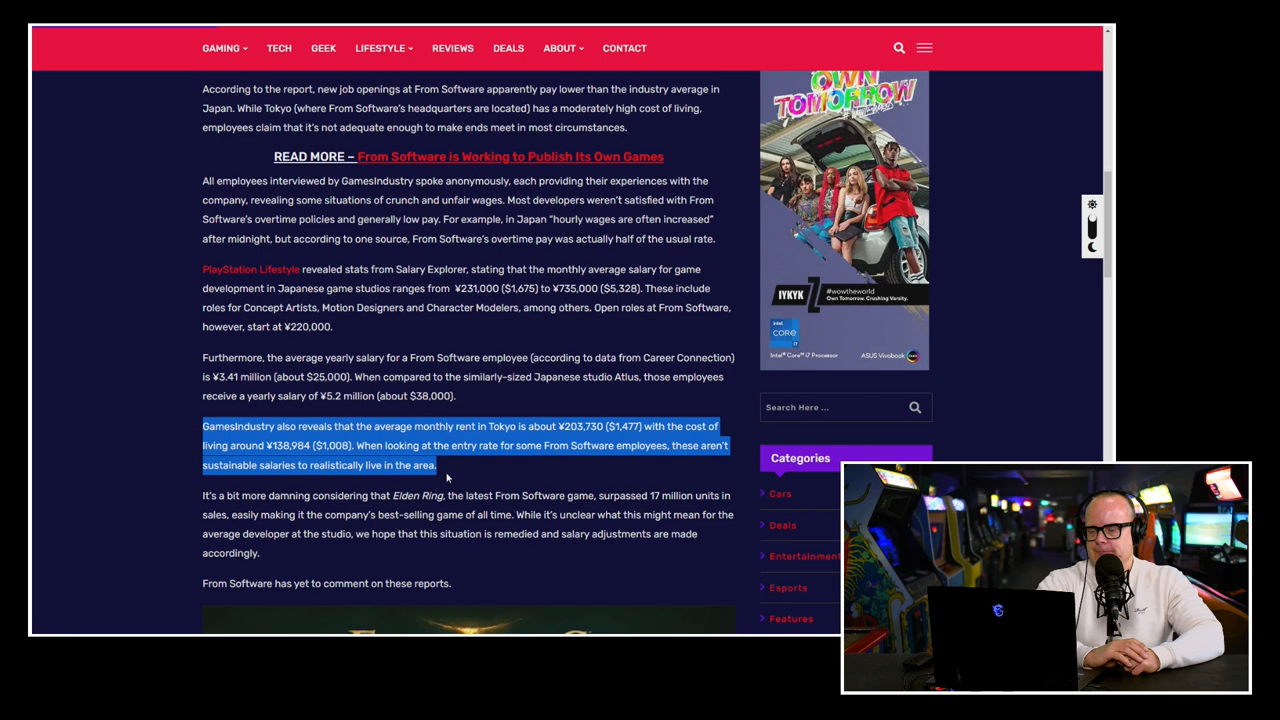 GAMING
TECH
GEEK
LIFESTYLE
REVIEWS
DEALS
ABOUT
CONTACT
According to the report, new job openings at From Software apparently pay lower than the industry average in
Japan. While Tokyo (where From Software's headquarters are located) has a moderately high cost of living,
employees claim that it's not adequate enough to make ends meet in most circumstances.
READ MORE – From Software is Working to Publish Its Own Games
All employees interviewed by GamesIndustry spoke anonymously, each providing their experiences with the
company, revealing some situations of crunch and unfair wages. Most developers weren't satisfied with From
Software's overtime policies and generally low pay. For example, in Japan "hourly wages are often increased"
after midnight, but according to one source, From Software's overtime pay was actually half of the usual rate.
PlayStation Lifestyle revealed stats from Salary Explorer, stating that the monthly average salary for game
development in Japanese game studios ranges from ¥231,000 ($1,675) to ¥735,000 ($5,328). These include
roles for Concept Artists, Motion Designers and Character Modelers, among others. Open roles at From Software,
however, start at ¥220,000.
Furthermore, the average yearly salary for a From Software employee (according to data from Career Connection)
is ¥3.41 million (about $25,000). When compared to the similarly-sized Japanese studio Atlus, those employees
receive a yearly salary of ¥5.2 million (about $38,000).
GamesIndustry also reveals that the average monthly rent in Tokyo is about ¥203,730 ($1,477) with the cost of
living around ¥138,984 ($1,008). When looking at the entry rate for some From Software employees, these aren't
sustainable salaries to realistically live in the area.
It's a bit more damning considering that Elden Ring, the latest From Software game, surpassed 17 million units in
sales, easily making it the company's best-selling game of all time. While it's unclear what this might mean for the
average developer at the studio, we hope that this situation is remedied and salary adjustments are made
accordingly.
From Software has yet to comment on these reports.
OWN
TOMORROW
IYKYK
#wowtheworld
Own Tomorrow. Crushing Varsity.
intel
CORE
i7
Intel® Core™ i7 Processor
ASUS Vivobook
Search Here ...
Categories
Cars
Deals
Entertainment
Esports
Features